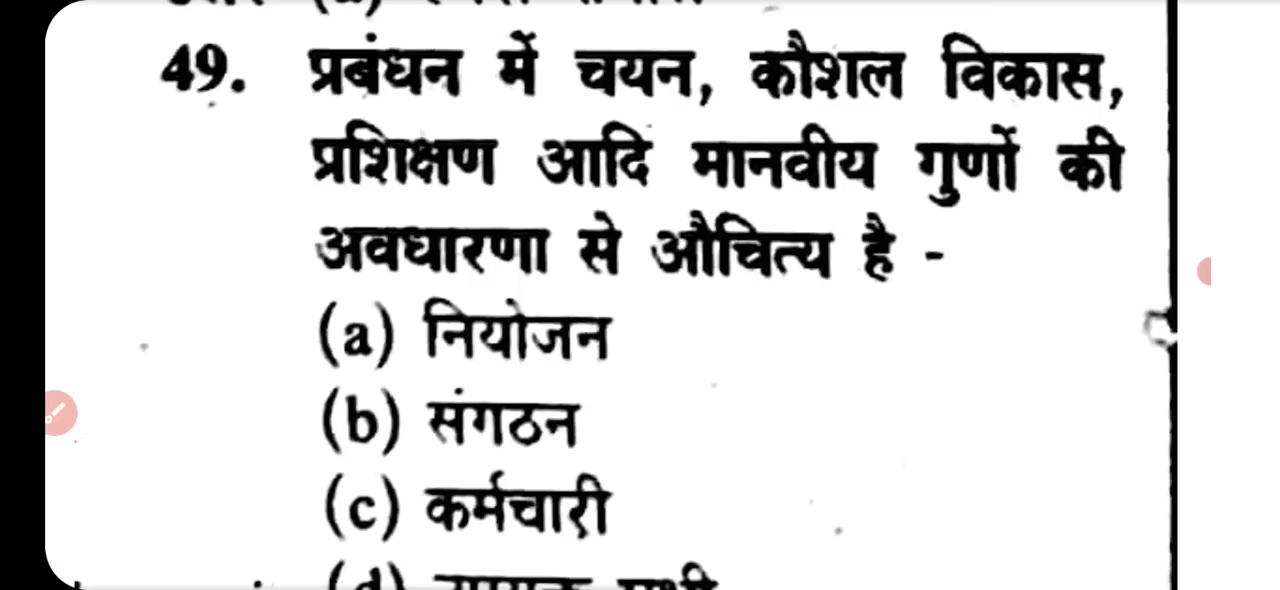 49. प्रबंधन में चयन, कौशल विकास,
प्रशिक्षण आदि मानवीय गुणों की
अवधारणा से औचित्य है -
(a) नियोजन
(b) संगठन
(c) कर्मचारी
(d)